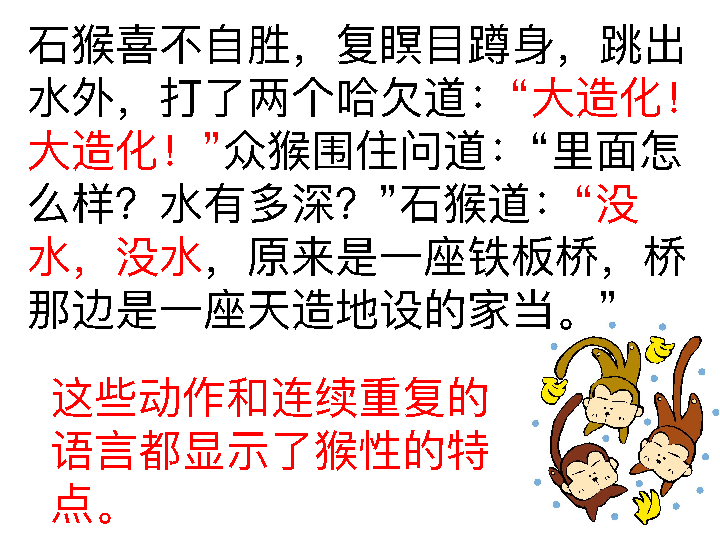 石猴喜不自胜，复瞑目蹲身，跳出
水外，打了两个哈欠道：“大造化！
大造化！”众猴围住问道：“里面怎
么样？水有多深？”石猴道：“没
水，没水，原来是一座铁板桥，桥
那边是一座天造地设的家当。”
这些动作和连续重复的
语言都显示了猴性的特
点。